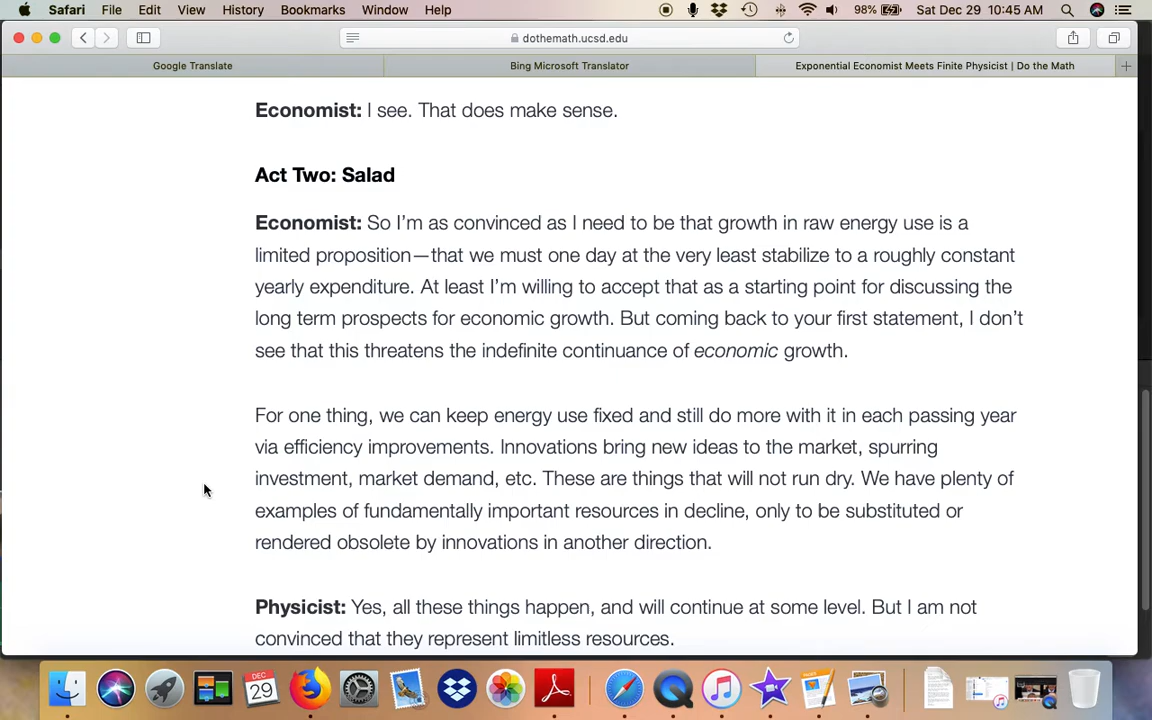 Safari File Edit View History Bookmarks Window Help 98% Sat Dec 29 10:45 AM
dothemath.ucsd.edu
Google Translate Bing Microsoft Translator Exponential Economist Meets Finite Physicist | Do the Math
Economist: I see. That does make sense.
Act Two: Salad
Economist: So I’m as convinced as I need to be that growth in raw energy use is a
limited proposition—that we must one day at the very least stabilize to a roughly constant
yearly expenditure. At least I’m willing to accept that as a starting point for discussing the
long term prospects for economic growth. But coming back to your first statement, I don’t
see that this threatens the indefinite continuance of economic growth.
For one thing, we can keep energy use fixed and still do more with it in each passing year
via efficiency improvements. Innovations bring new ideas to the market, spurring
investment, market demand, etc. These are things that will not run dry. We have plenty of
examples of fundamentally important resources in decline, only to be substituted or
rendered obsolete by innovations in another direction.
Physicist: Yes, all these things happen, and will continue at some level. But I am not
convinced that they represent limitless resources.
DEC
29